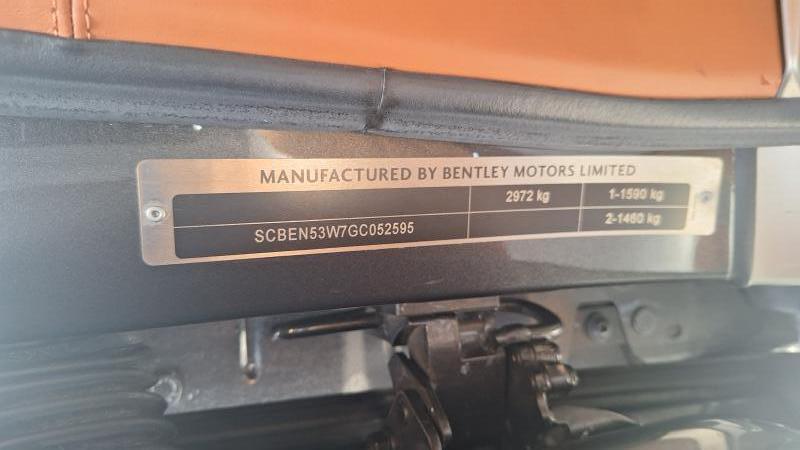 MANUFACTURED BY BENTLEY MOTORS LIMITED
2972 kg 1-1590 kg
SCBEN53W7GC052595 2-1460 kg